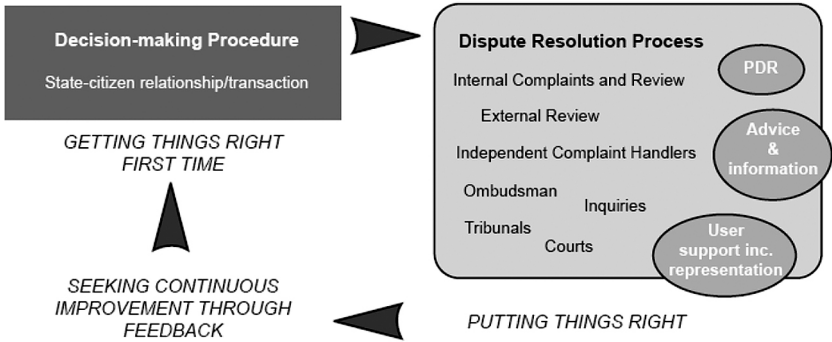 Decision-making Procedure
State-citizen relationship/transaction
GETTING THINGS RIGHT
FIRST TIME
Dispute Resolution Process
PDR
Internal Complaints and Review
External Review
Advice
&
information
Independent Complaint Handlers
Ombudsman
Inquiries
Tribunals
Courts
User
support inc.
representation
PUTTING THINGS RIGHT
SEEKING CONTINUOUS
IMPROVEMENT THROUGH
FEEDBACK